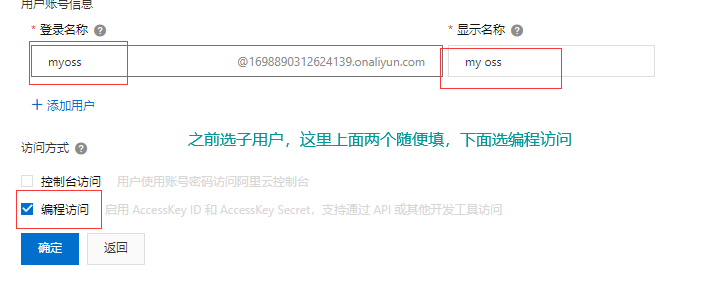 用户账号信息
* 登录名称 ?
* 显示名称 ?
myoss @1698890312624139.onaliyun.com
my oss
+ 添加用户
之前选子用户，这里上面两个随便填，下面选编程访问
访问方式 ?
控制台访问 用户使用账号密码访问阿里云控制台
编程访问 启用 AccessKey ID 和 AccessKey Secret，支持通过 API 或其他开发工具访问
确定 返回